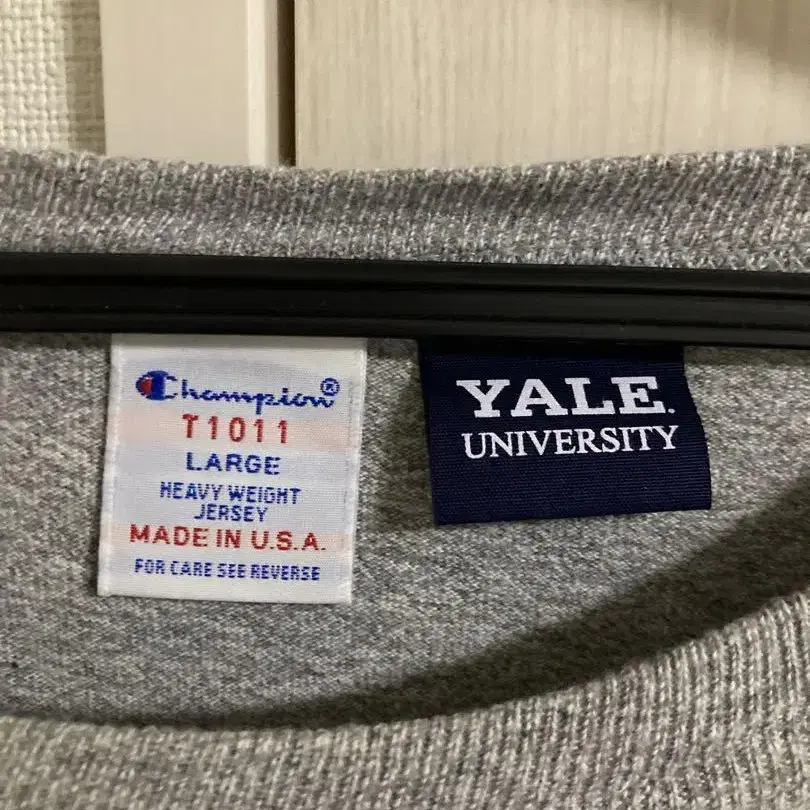 Champion®
T1011
LARGE
HEAVY WEIGHT
JERSEY
MADE IN U.S.A.
FOR CARE SEE REVERSE
YALE.
UNIVERSITY